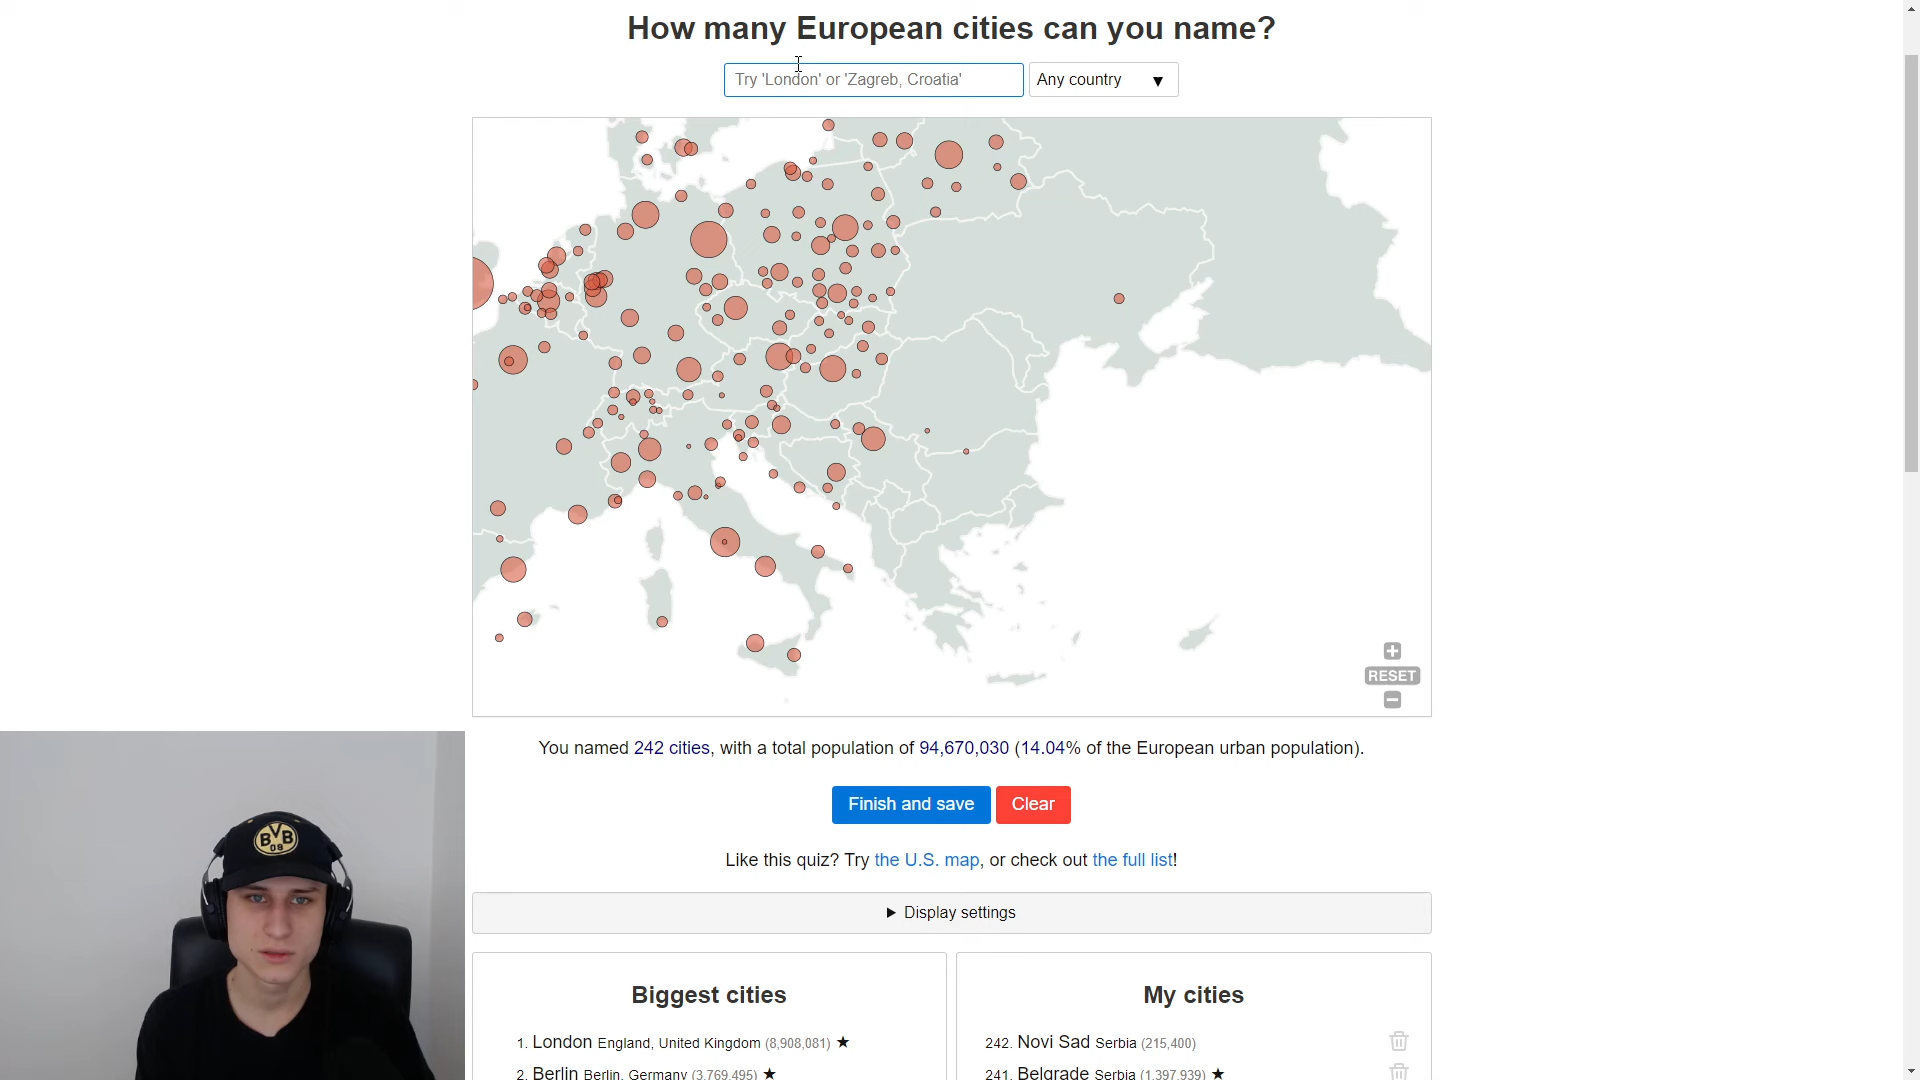 How many European cities can you name?
Try 'London' or 'Zagreb, Croatia'
Any country ▼
RESET
You named 242 cities, with a total population of 94,670,030 (14.04% of the European urban population).
Finish and save
Clear
Like this quiz? Try the U.S. map, or check out the full list!
▶ Display settings
BVB
09
Biggest cities
1. London England, United Kingdom (8,908,081) ★
2. Berlin Berlin, Germany (3,769,495) ★
My cities
242. Novi Sad Serbia (215,400)
241. Belgrade Serbia (1,397,939) ★